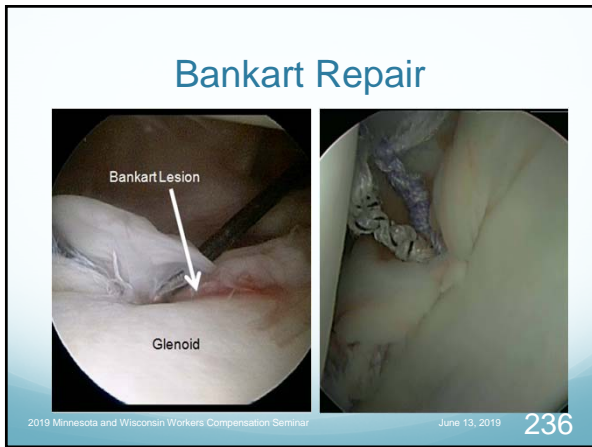 Bankart Repair
Bankart Lesion
Glenoid
2019 Minnesota and Wisconsin Workers Compensation Seminar June 13, 2019 236